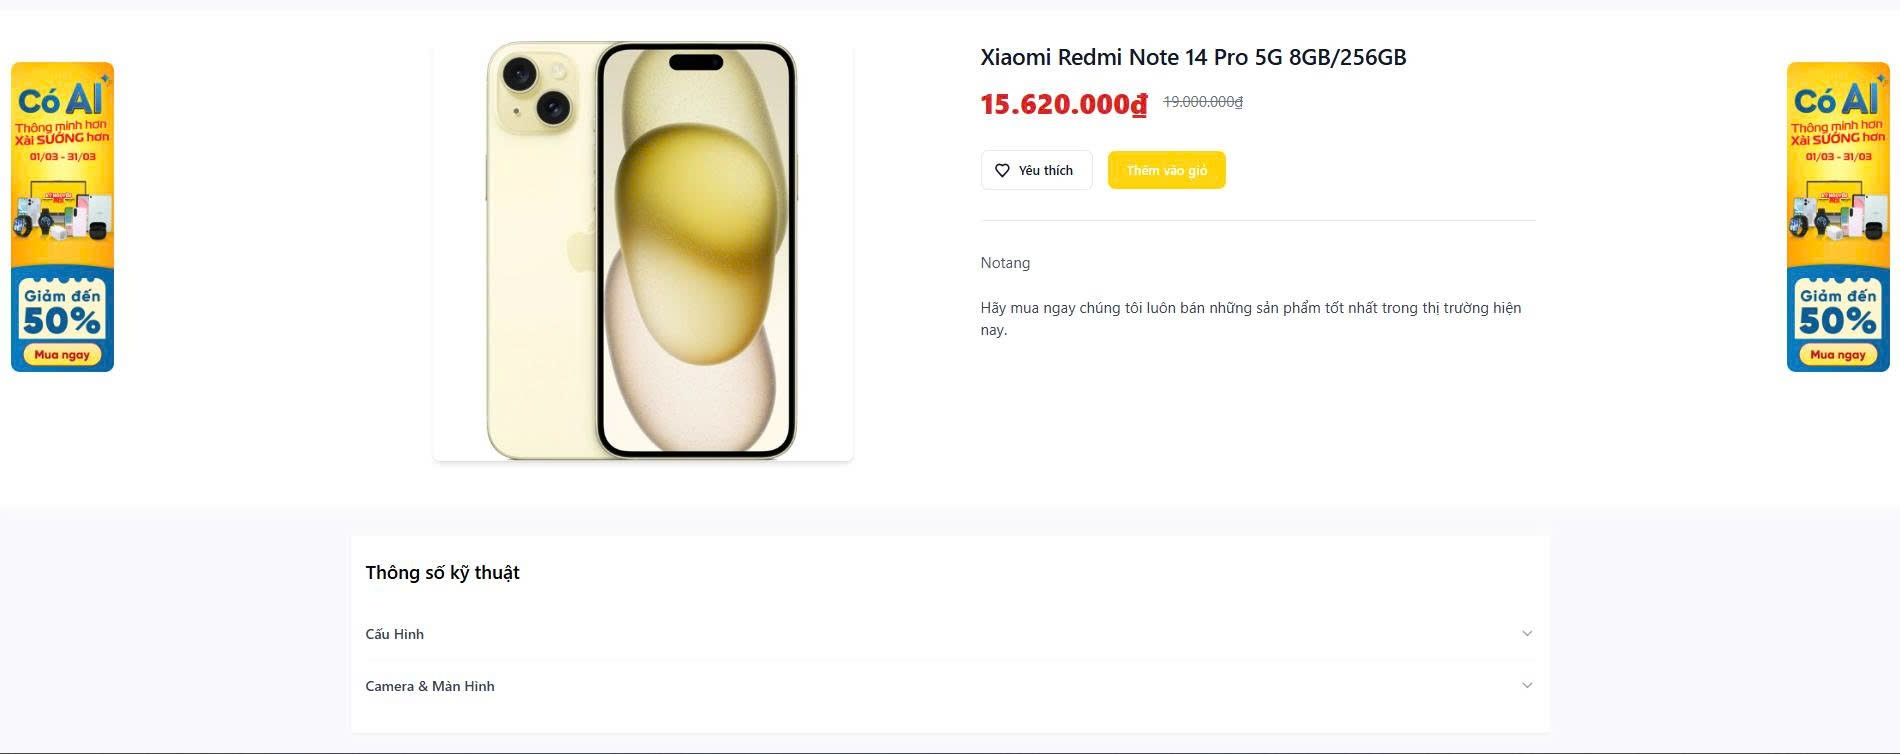 Có AI
Thông minh hơn
Xài SƯỚNG hơn
01/03 - 31/03
Giảm đến
50%
Mua ngay
Xiaomi Redmi Note 14 Pro 5G 8GB/256GB
15.620.000₫ 19.000.000₫
Yêu thích
Thêm vào giỏ
Notang
Hãy mua ngay chúng tôi luôn bán những sản phẩm tốt nhất trong thị trường hiện
nay.
Có AI
Thông minh hơn
Xài SƯỚNG hơn
01/03 - 31/03
Giảm đến
50%
Mua ngay
Thông số kỹ thuật
Cấu Hình
Camera & Màn Hình